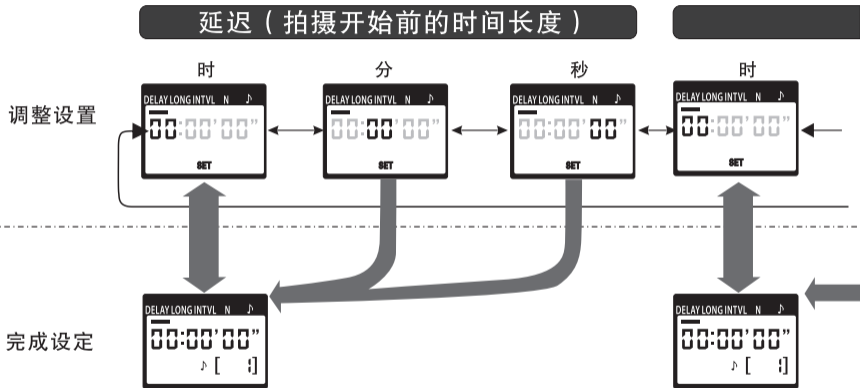 延迟（拍摄开始前的时间长度）
时 分 秒 时
调整设置
DELAY LONG INTVL N ♪ DELAY LONG INTVL N ♪ DELAY LONG INTVL N ♪ DELAY LONG INTVL N ♪
00:00'00" 00:00'00" 00:00'00" 00:00'00"
SET SET SET SET
完成设定
DELAY LONG INTVL N ♪ DELAY LONG INTVL N ♪
00:00'00" 00:00'00"
♪ [ 1] ♪ [ 1]